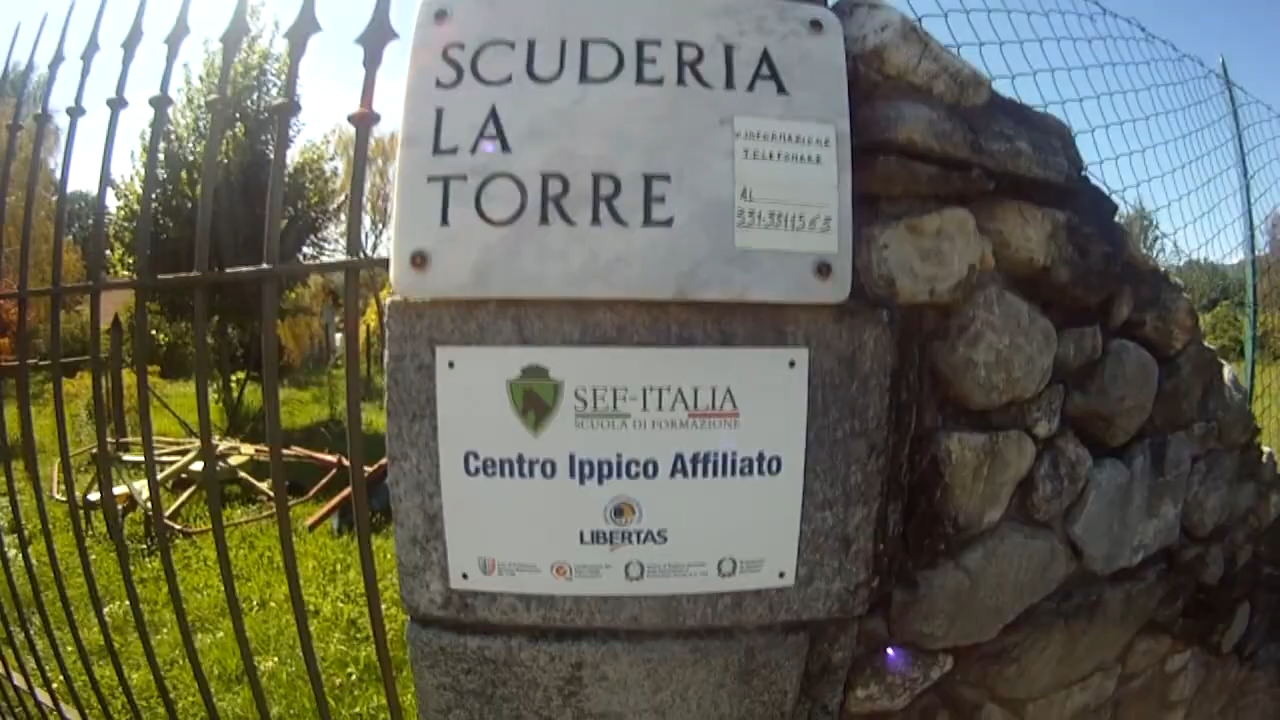 SCUDERIA
LA
TORRE
INFORMAZIONE
TELEFONARE
AL
SEF-ITALIA
SCUOLA DI FORMAZIONE
Centro Ippico Affiliato
LIBERTAS